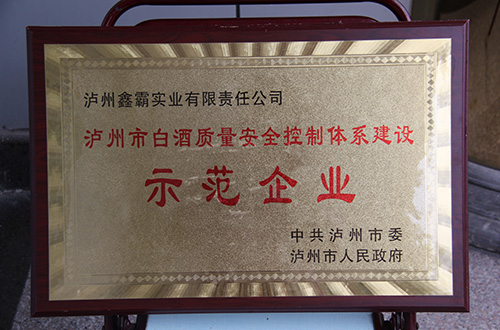 泸州鑫霸实业有限责任公司
泸州市白酒质量安全控制体系建设
示范企业
中共泸州市委
泸州市人民政府